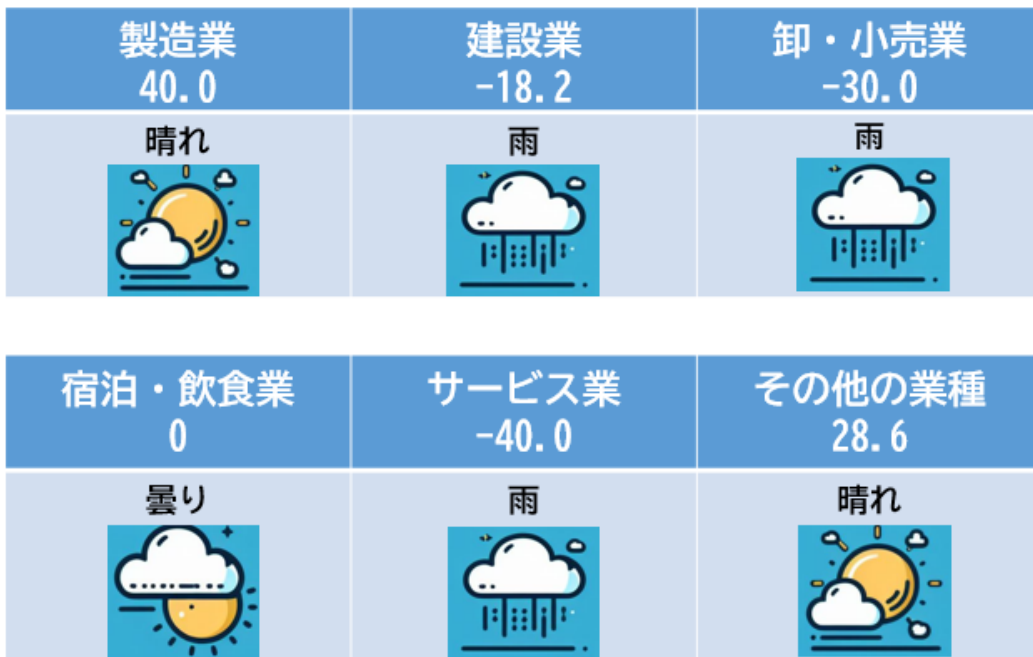 製造業
40.0
建設業
-18.2
卸・小売業
-30.0
晴れ
雨
雨
宿泊・飲食業
0
サービス業
-40.0
その他の業種
28.6
曇り
雨
晴れ